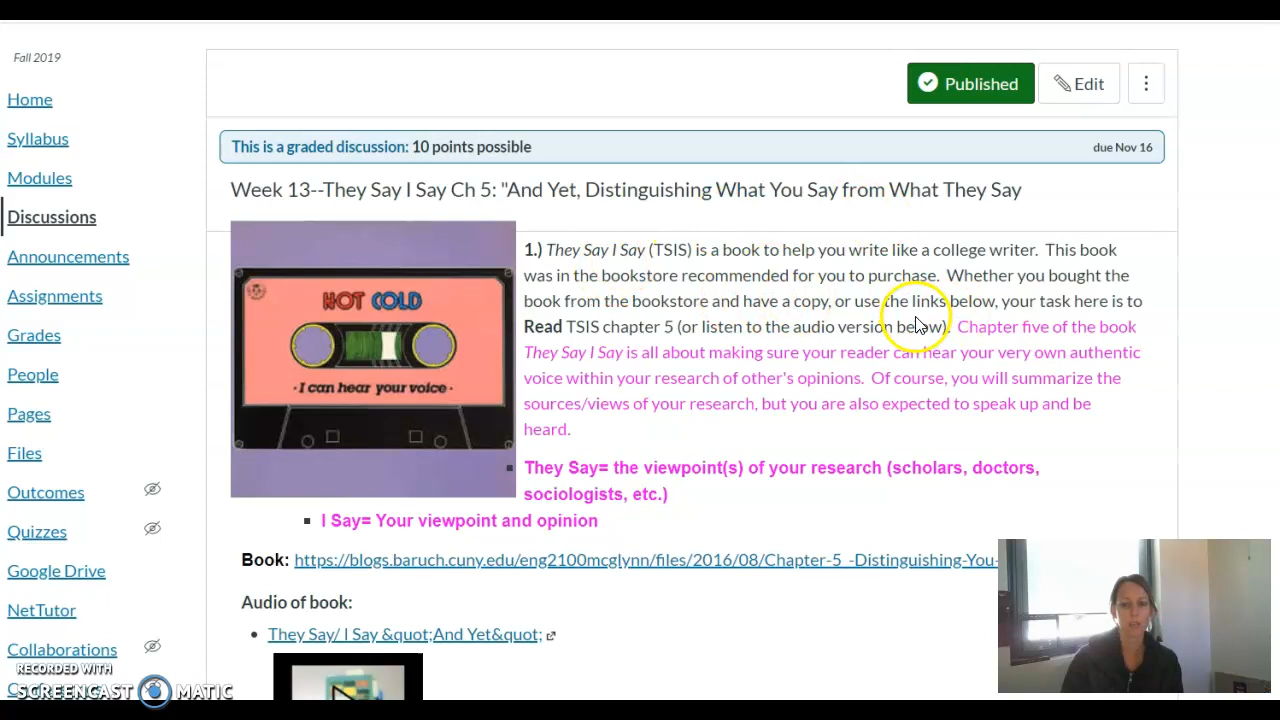 Fall 2019
Home
Syllabus
Modules
Discussions
Announcements
Assignments
Grades
People
Pages
Files
Outcomes
Quizzes
Google Drive
NetTutor
Collaborations
RECORDED WITH
SCREENCAST MATIC
Published
Edit
This is a graded discussion: 10 points possible
due Nov 16
Week 13--They Say I Say Ch 5: "And Yet, Distinguishing What You Say from What They Say
HOT COLD
· I can hear your voice ·
1.) They Say I Say (TSIS) is a book to help you write like a college writer. This book
was in the bookstore recommended for you to purchase. Whether you bought the
book from the bookstore and have a copy, or use the links below, your task here is to
Read TSIS chapter 5 (or listen to the audio version below). Chapter five of the book
They Say I Say is all about making sure your reader can hear your very own authentic
voice within your research of other's opinions. Of course, you will summarize the
sources/views of your research, but you are also expected to speak up and be
heard.
They Say= the viewpoint(s) of your research (scholars, doctors,
sociologists, etc.)
I Say= Your viewpoint and opinion
Book: https://blogs.baruch.cuny.edu/eng2100mcglynn/files/2016/08/Chapter-5_-Distinguishing-You-
Audio of book:
They Say/ I Say &quot;And Yet&quot;